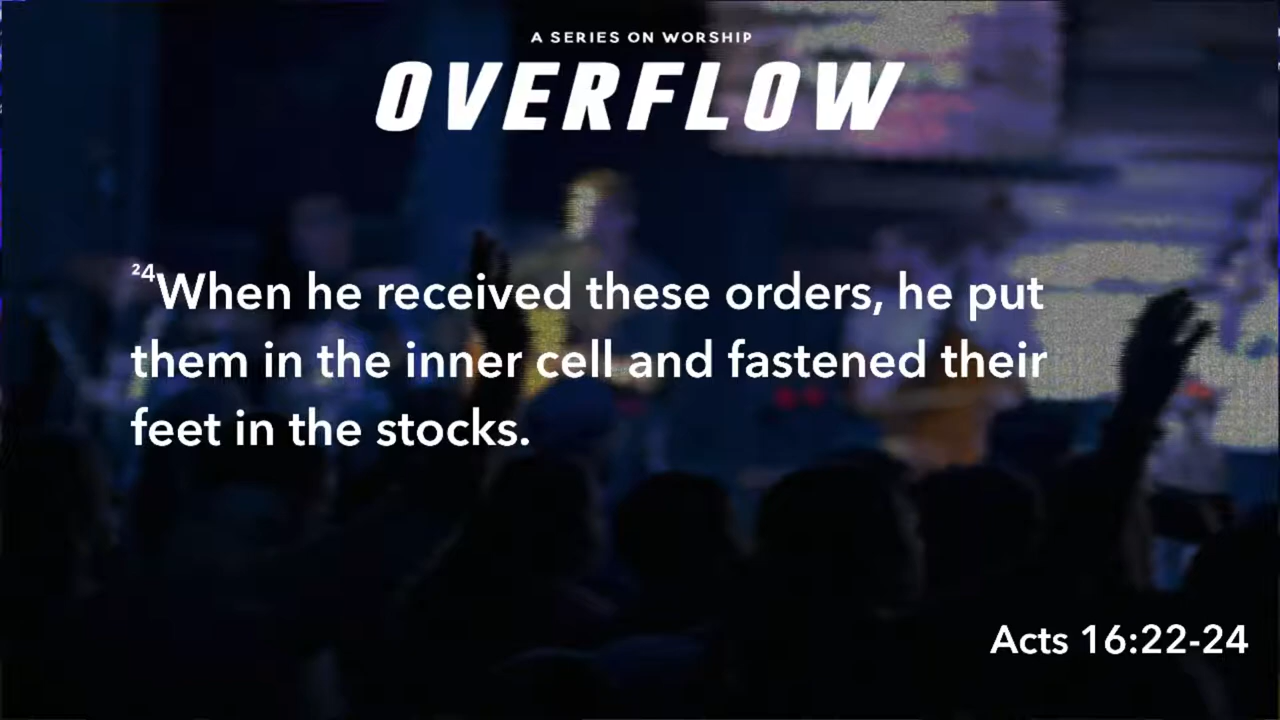 A SERIES ON WORSHIP
OVERFLOW
²⁴When he received these orders, he put
them in the inner cell and fastened their
feet in the stocks.
Acts 16:22-24